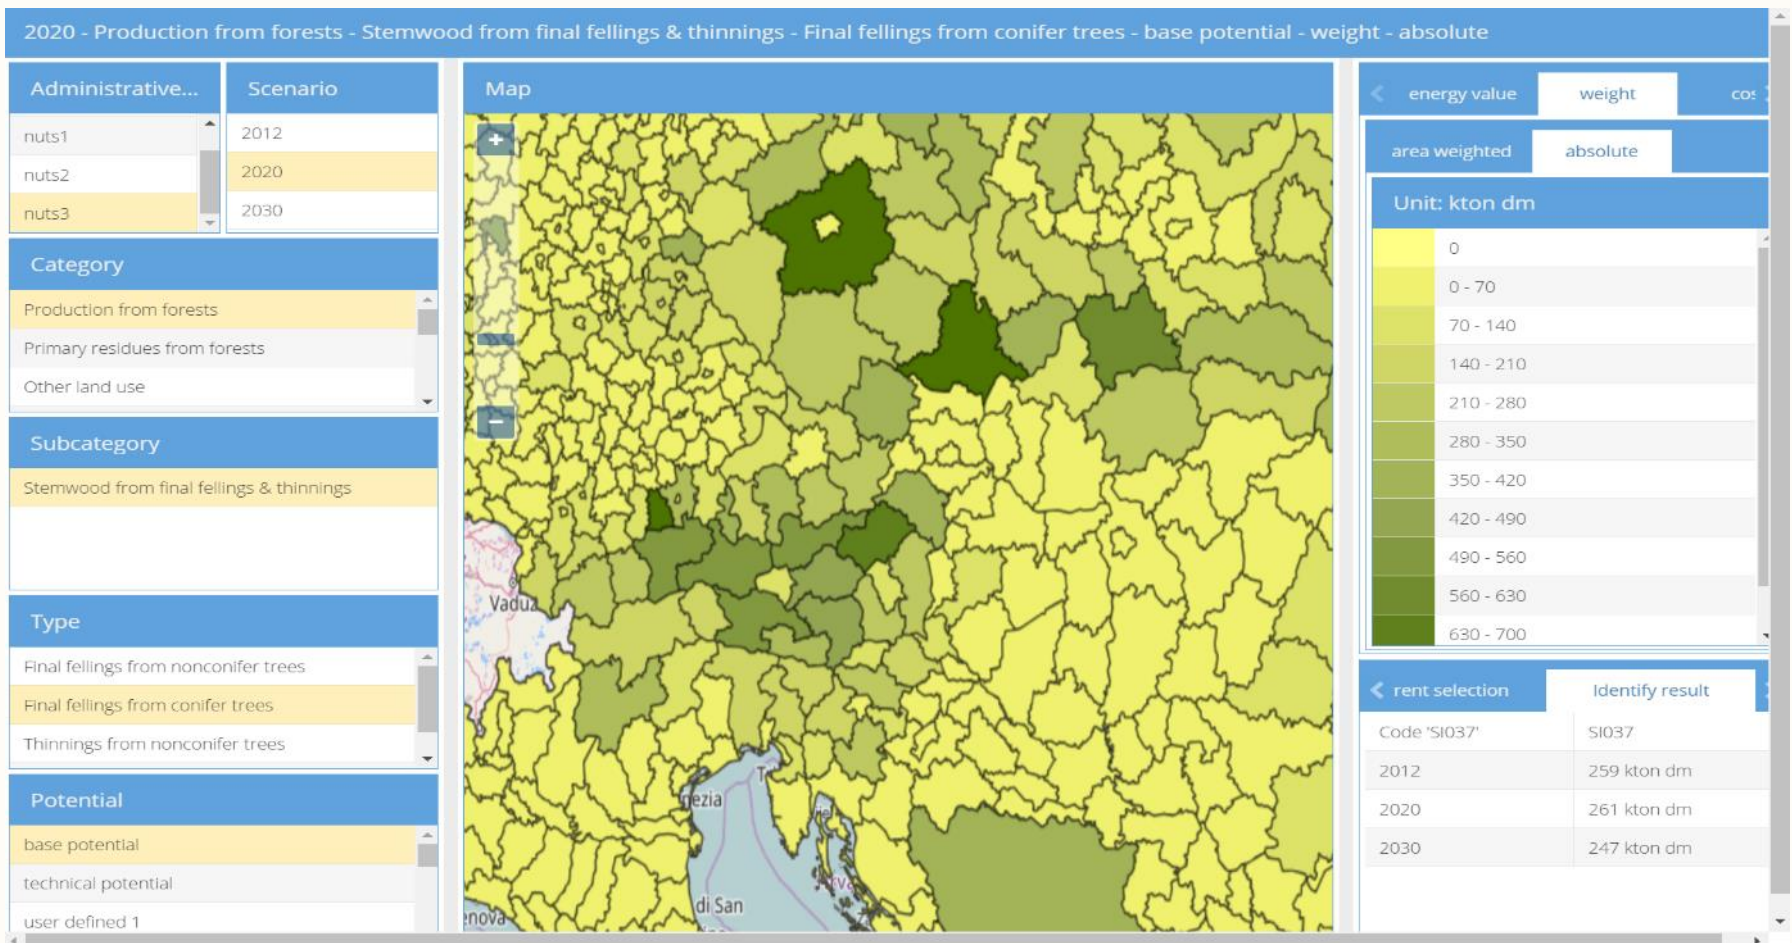 2020 - Production from forests - Stemwood from final fellings & thinnings - Final fellings from conifer trees - base potential - weight - absolute
Administrative...
nuts1
nuts2
nuts3
Scenario
2012
2020
2030
Category
Production from forests
Primary residues from forests
Other land use
Subcategory
Stemwood from final fellings & thinnings
Type
Final fellings from nonconifer trees
Final fellings from conifer trees
Thinnings from nonconifer trees
Potential
base potential
technical potential
user defined 1
Map
+
−
Vaduz
nezia
di San
enova
energy value
weight
cos
area weighted
absolute
Unit: kton dm
0
0 - 70
70 - 140
140 - 210
210 - 280
280 - 350
350 - 420
420 - 490
490 - 560
560 - 630
630 - 700
rent selection
Identify result
Code 'SI037'
SI037
2012
259 kton dm
2020
261 kton dm
2030
247 kton dm